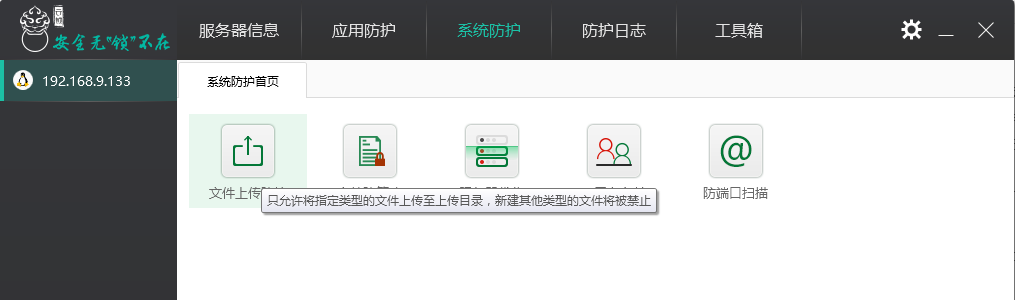 服务器信息
应用防护
系统防护
防护日志
工具箱
安全无"锁"不在
192.168.9.133
系统防护首页
文件上传
防端口扫描
只允许将指定类型的文件上传至上传目录，新建其他类型的文件将被禁止